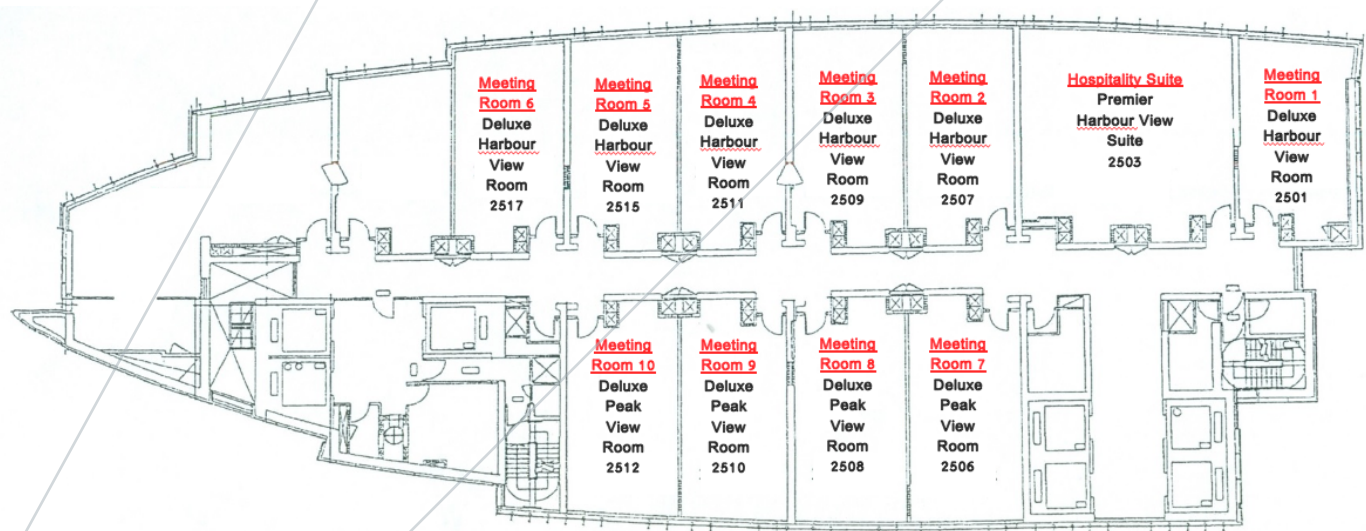 Meeting
Room 6
Deluxe
Harbour
View
Room
2517
Meeting
Room 5
Deluxe
Harbour
View
Room
2515
Meeting
Room 4
Deluxe
Harbour
View
Room
2511
Meeting
Room 3
Deluxe
Harbour
View
Room
2509
Meeting
Room 2
Deluxe
Harbour
View
Room
2507
Hospitality Suite
Premier
Harbour View
Suite
2503
Meeting
Room 1
Deluxe
Harbour
View
Room
2501
Meeting
Room 10
Deluxe
Peak
View
Room
2512
Meeting
Room 9
Deluxe
Peak
View
Room
2510
Meeting
Room 8
Deluxe
Peak
View
Room
2508
Meeting
Room 7
Deluxe
Peak
View
Room
2506